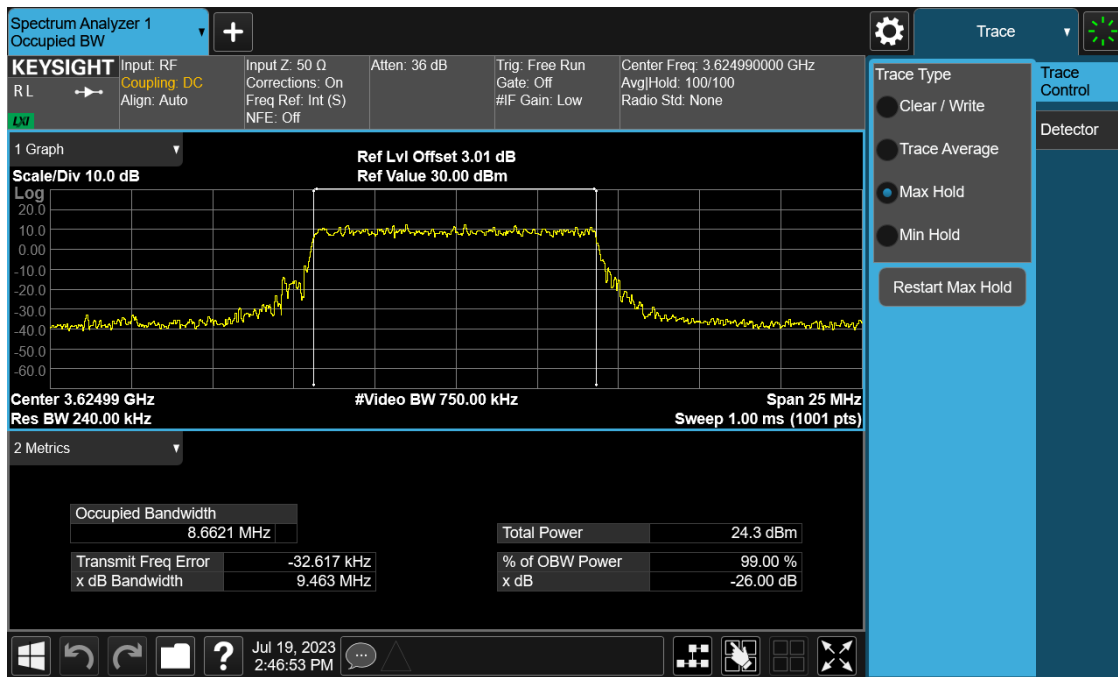 Spectrum Analyzer 1
Occupied BW
+
Trace
KEYSIGHT
R L
LXI
Input: RF
Coupling: DC
Align: Auto
Input Z: 50 Ω
Corrections: On
Freq Ref: Int (S)
NFE: Off
Atten: 36 dB
Trig: Free Run
Gate: Off
#IF Gain: Low
Center Freq: 3.624990000 GHz
Avg|Hold: 100/100
Radio Std: None
1 Graph
Scale/Div 10.0 dB
Ref Lvl Offset 3.01 dB
Ref Value 30.00 dBm
Log
20.0
10.0
0.00
-10.0
-20.0
-30.0
-40.0
-50.0
-60.0
Center 3.62499 GHz
#Video BW 750.00 kHz
Span 25 MHz
Res BW 240.00 kHz
Sweep 1.00 ms (1001 pts)
2 Metrics
Occupied Bandwidth
8.6621 MHz
Total Power 24.3 dBm
Transmit Freq Error -32.617 kHz
% of OBW Power 99.00 %
x dB Bandwidth 9.463 MHz
x dB -26.00 dB
?
Jul 19, 2023
2:46:53 PM
Trace Type
Clear / Write
Trace Average
Max Hold
Min Hold
Restart Max Hold
Trace
Control
Detector